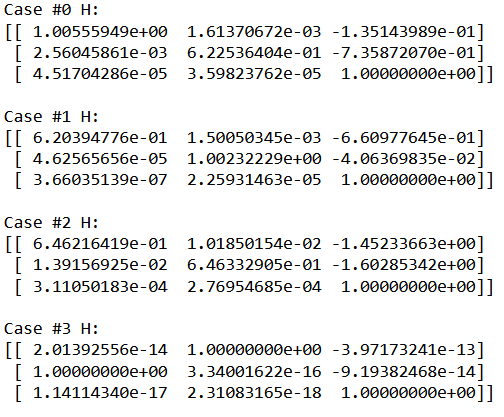 Case #0 H:
[[ 1.00555949e+00  1.61370672e-03 -1.35143989e-01]
 [ 2.56045861e-03  6.22536404e-01 -7.35872070e-01]
 [ 4.51704286e-05  3.59823762e-05  1.00000000e+00]]
Case #1 H:
[[ 6.20394776e-01  1.50050345e-03 -6.60977645e-01]
 [ 4.62565656e-05  1.00232229e+00 -4.06369835e-02]
 [ 3.66035139e-07  2.25931463e-05  1.00000000e+00]]
Case #2 H:
[[ 6.46216419e-01  1.01850154e-02 -1.45233663e+00]
 [ 1.39156925e-02  6.46332905e-01 -1.60285342e+00]
 [ 3.11050183e-04  2.76954685e-04  1.00000000e+00]]
Case #3 H:
[[ 2.01392556e-14  1.00000000e+00 -3.97173241e-13]
 [ 1.00000000e+00  3.34001622e-16 -9.19382468e-14]
 [ 1.14114340e-17  2.31083165e-18  1.00000000e+00]]